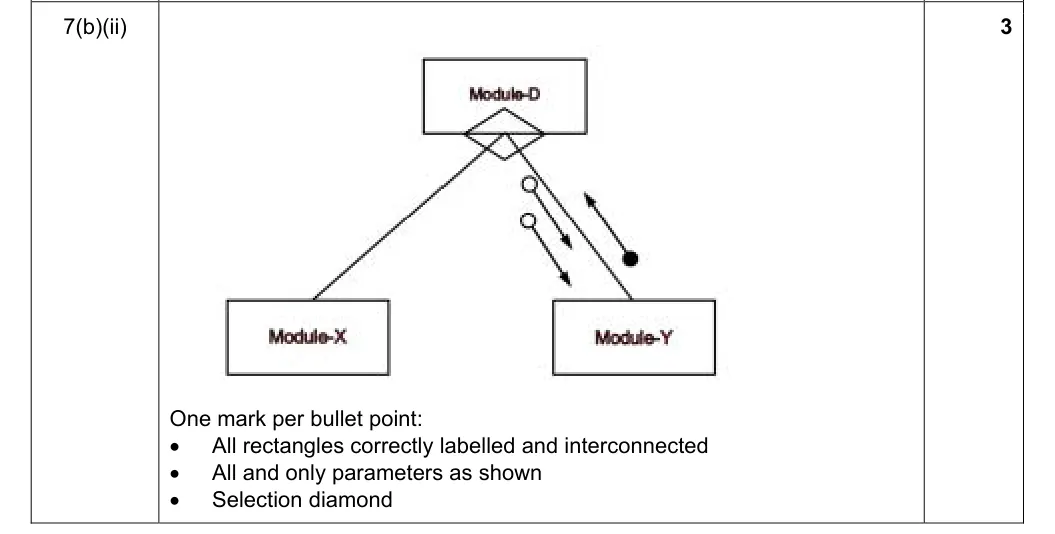 7(b)(ii)
3
Module-D
Module-X
Module-Y
One mark per bullet point:
• All rectangles correctly labelled and interconnected
• All and only parameters as shown
• Selection diamond